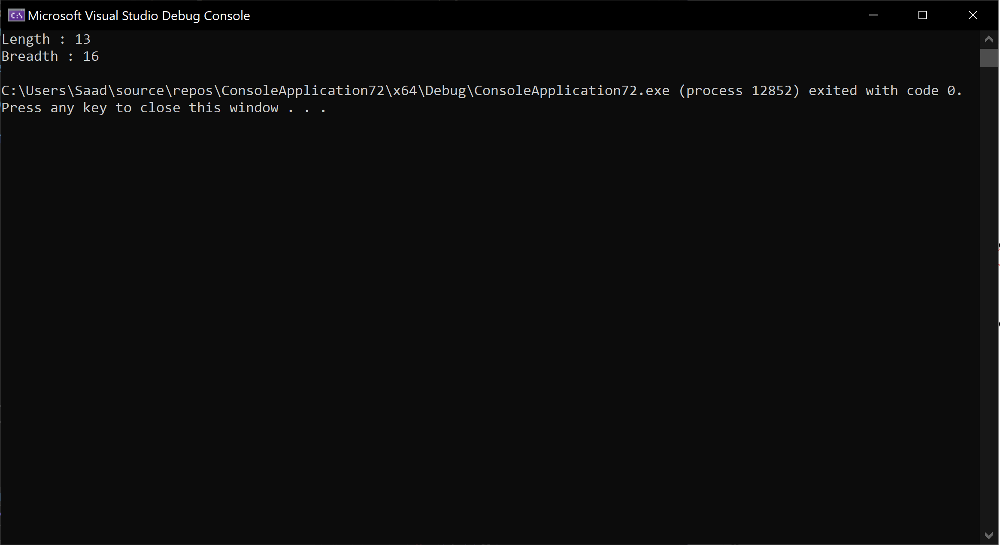 C:\
Microsoft Visual Studio Debug Console
Length : 13
Breadth : 16
C:\Users\Saad\source\repos\ConsoleApplication72\x64\Debug\ConsoleApplication72.exe (process 12852) exited with code 0.
Press any key to close this window . . .